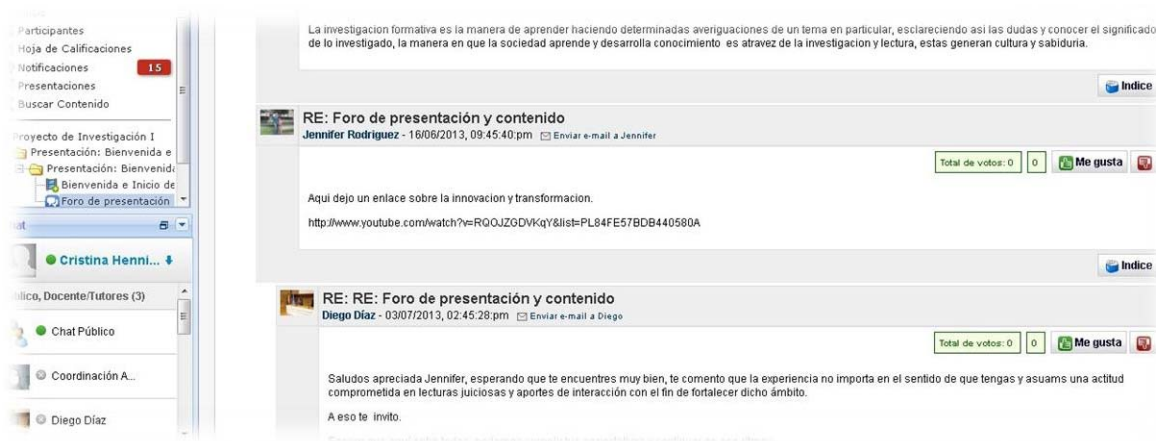 Participantes
Hoja de Calificaciones
Notificaciones 15
Presentaciones
Buscar Contenido
Proyecto de Investigación I
Presentación: Bienvenida e
Presentación: Bienvenida
Bienvenida e Inicio de
Foro de presentación
Cristina Henni...
Docente/Tutores (3)
Chat Público
Coordinación A...
Diego Díaz
La investigacion formativa es la manera de aprender haciendo determinadas averiguaciones de un tema en particular, esclareciendo asi las dudas y conocer el significado
de lo investigado, la manera en que la sociedad aprende y desarrolla conocimiento es atravez de la investigacion y lectura, estas generan cultura y sabiduria.
Indice
RE: Foro de presentación y contenido
Jennifer Rodriguez - 16/06/2013, 09:45:40:pm Enviar e-mail a Jennifer
Total de votos: 0 0 Me gusta
Aqui dejo un enlace sobre la innovacion y transformacion.
http://www.youtube.com/watch?v=RQOJZGDVKqY&list=PL84FE57BDB440580A
Indice
RE: RE: Foro de presentación y contenido
Diego Díaz - 03/07/2013, 02:45:28:pm Enviar e-mail a Diego
Total de votos: 0 0 Me gusta
Saludos apreciada Jennifer, esperando que te encuentres muy bien, te comento que la experiencia no importa en el sentido de que tengas y asuams una actitud
comprometida en lecturas juiciosas y aportes de interacción con el fin de fortalecer dicho ámbito.
A eso te invito.